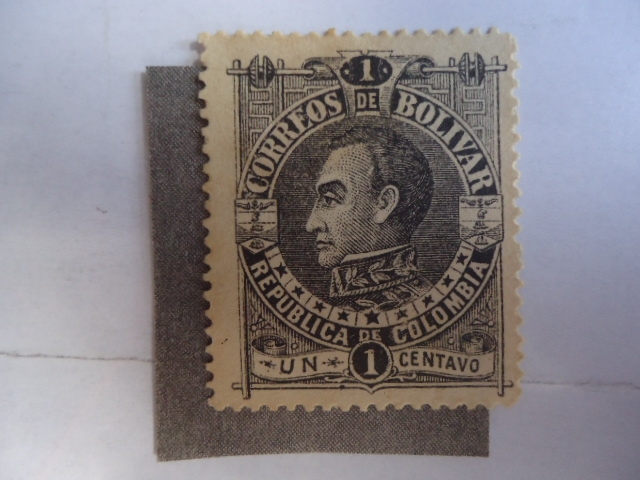 1
CORREOS DE BOLIVAR
REPUBLICA DE COLOMBIA
UN 1 CENTAVO